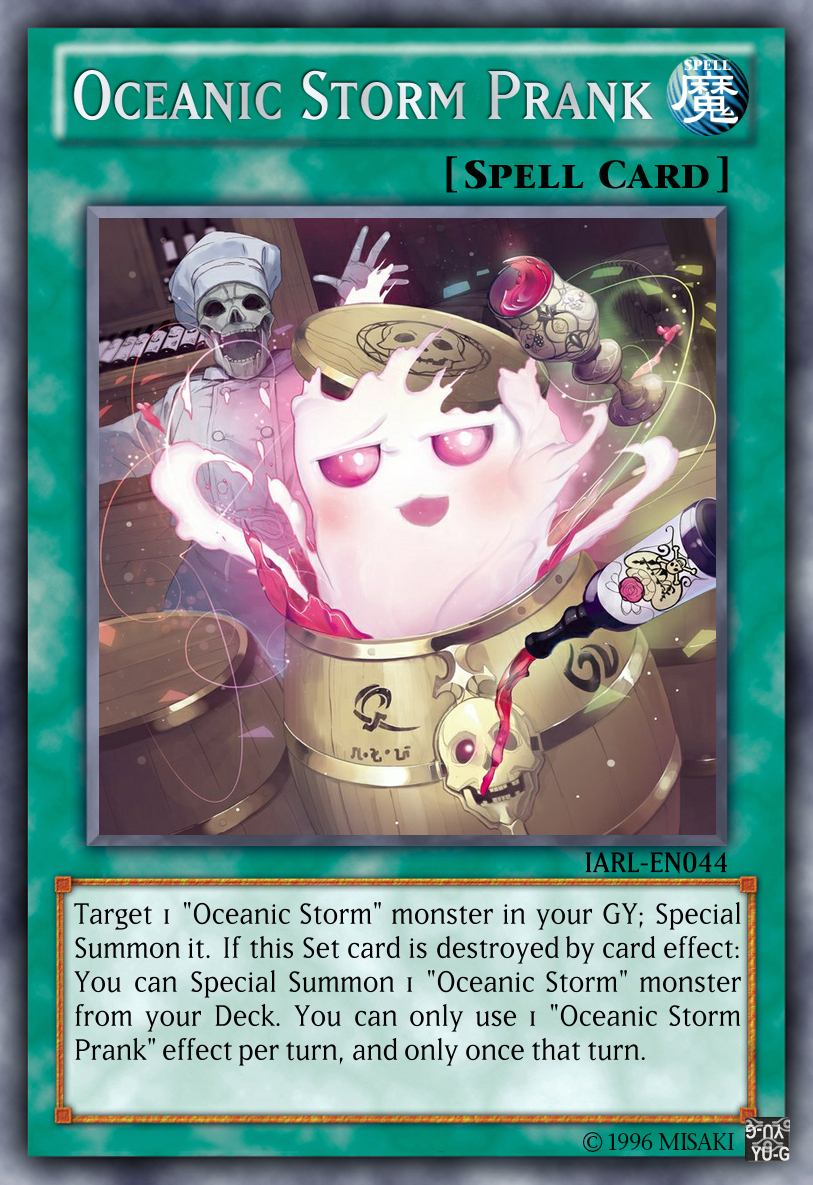 OCEANIC STORM PRANK
SPELL
魔
[SPELL CARD]
IARL-EN044
Target 1 "Oceanic Storm" monster in your GY; Special
Summon it. If this Set card is destroyed by card effect:
You can Special Summon 1 "Oceanic Storm" monster
from your Deck. You can only use 1 "Oceanic Storm
Prank" effect per turn, and only once that turn.
© 1996 MISAKI
YU-G